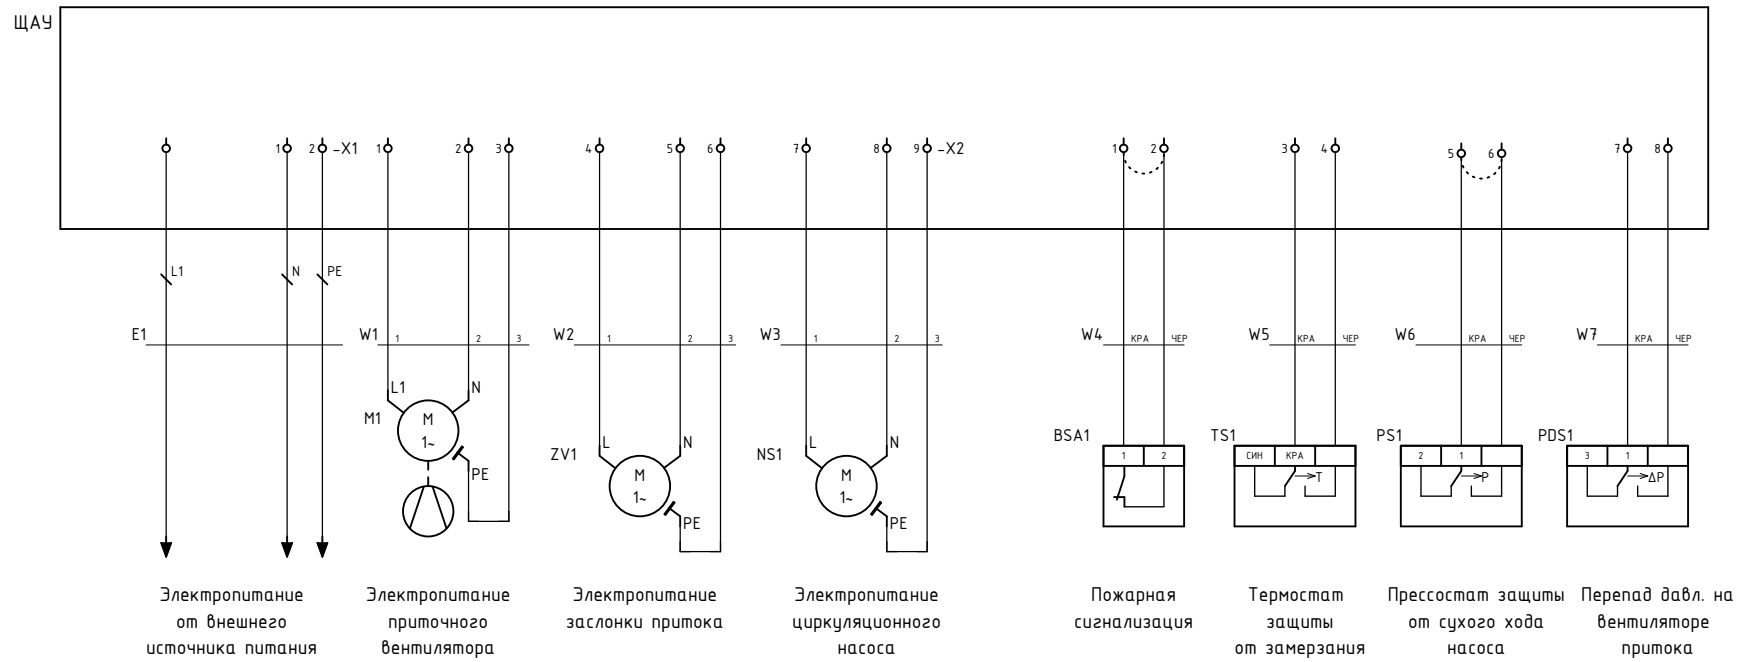 ЩАУ
1 2 -X1 1 2 3 4 5 6 7 8 9 -X2 1 2 3 4 5 6 7 8
L1 N PE
E1 W1 1 2 3 W2 1 2 3 W3 1 2 3 W4 КРА ЧЕР W5 КРА ЧЕР W6 КРА ЧЕР W7 КРА ЧЕР
L1 N
M1 M
1~
L N L N BSA1 TS1 PS1 PDS1
ZV1 NS1 1 2 СИН КРА 2 1 3 1
PE M M T P ΔP
1~ 1~
PE PE
Электропитание
от внешнего
источника питания
Электропитание
приточного
вентилятора
Электропитание
заслонки притока
Электропитание
циркуляционного
насоса
Пожарная
сигнализация
Термостат
защиты
от замерзания
Прессостат защиты
от сухого хода
насоса
Перепад давл. на
вентиляторе
притока